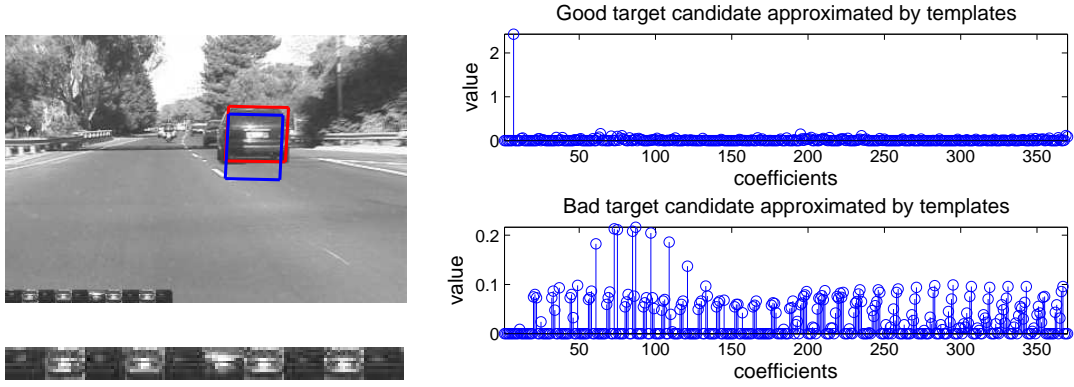 Good target candidate approximated by templates
value
2
1
0
50 100 150 200 250 300 350
coefficients
Bad target candidate approximated by templates
value
0.2
0.1
0
50 100 150 200 250 300 350
coefficients